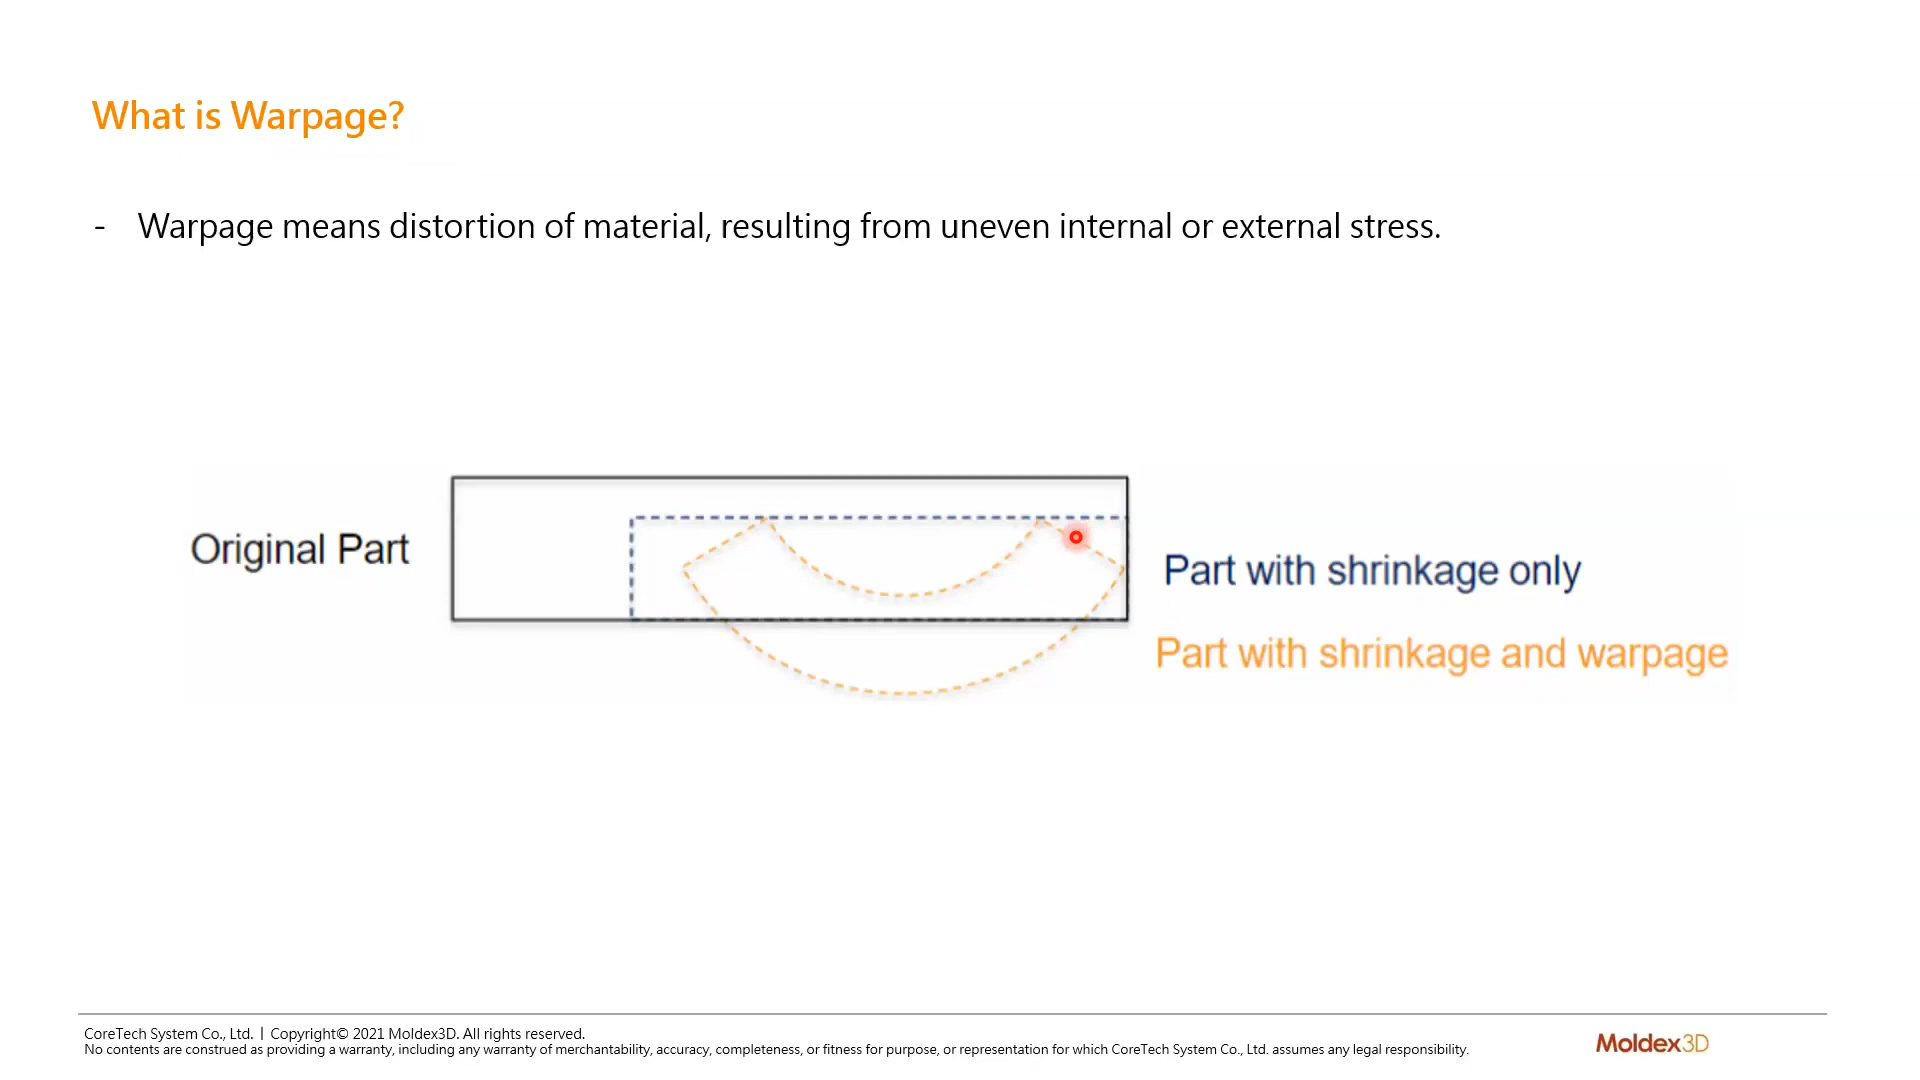 What is Warpage?
- Warpage means distortion of material, resulting from uneven internal or external stress.
Original Part
Part with shrinkage only
Part with shrinkage and warpage
CoreTech System Co., Ltd. | Copyright© 2021 Moldex3D. All rights reserved.
No contents are construed as providing a warranty, including any warranty of merchantability, accuracy, completeness, or fitness for purpose, or representation for which CoreTech System Co., Ltd. assumes any legal responsibility.
Moldex3D